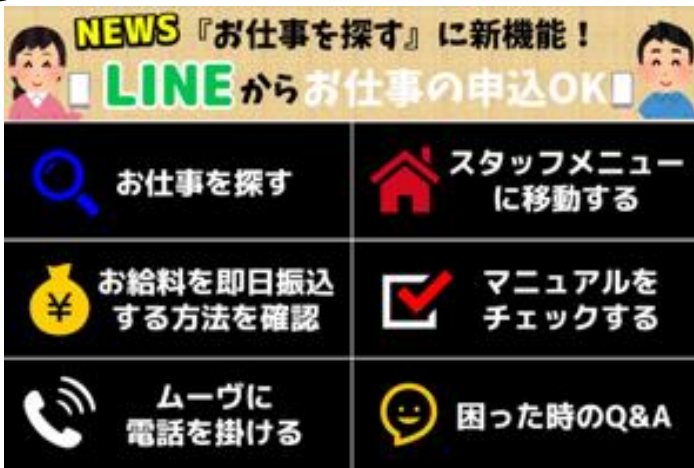 NEWS『お仕事を探す』に新機能！
LINEからお仕事の申込OK
お仕事を探す
スタッフメニュー
に移動する
お給料を即日振込
する方法を確認
¥
マニュアルを
チェックする
ムーヴに
電話を掛ける
困った時のQ&A